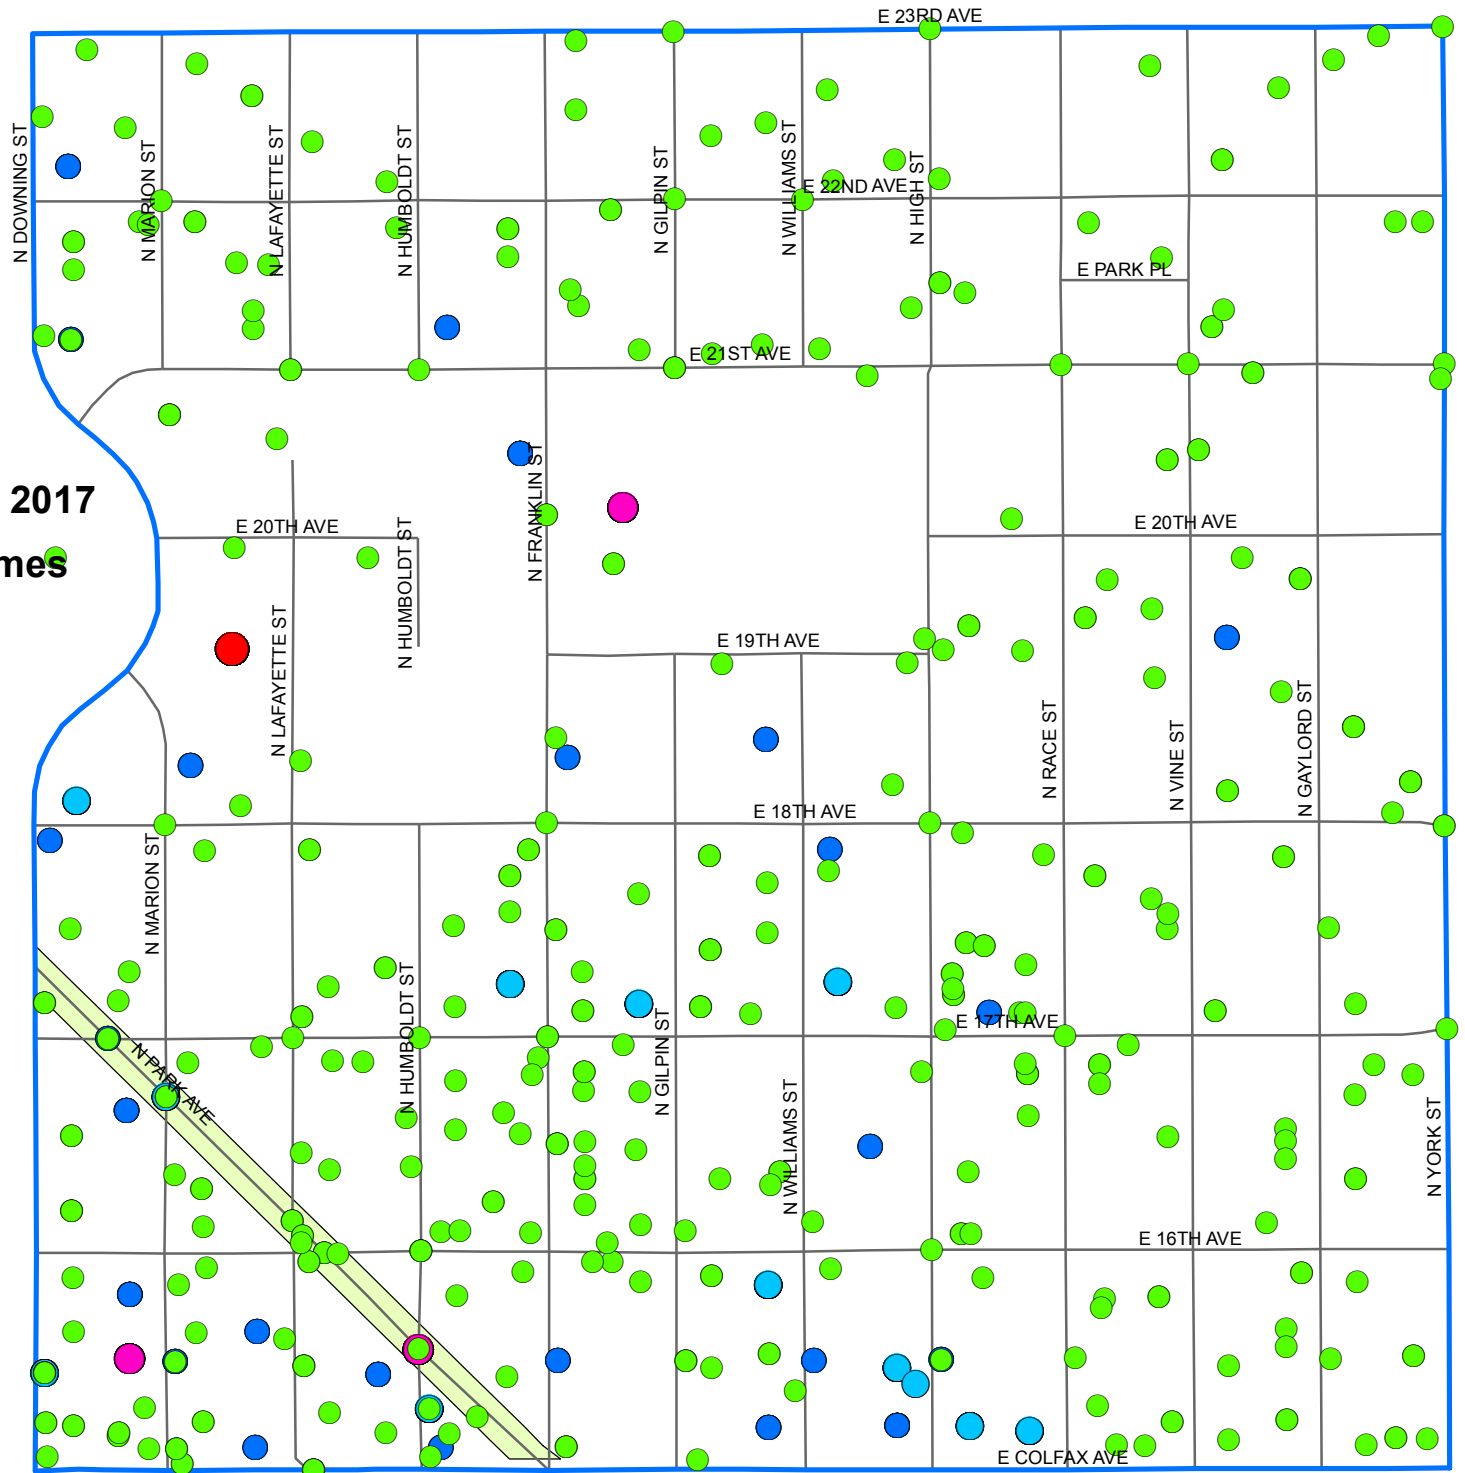 E 23RD AVE
N DOWNING ST
N MARION ST
N LAFAYETTE ST
N HUMBOLDT ST
N GILPIN ST
N WILLIAMS ST
N HIGH ST
E 22ND AVE
E PARK PL
E 21ST AVE
2017
mes
E 20TH AVE
N HUMBOLDT ST
N FRANKLIN ST
E 20TH AVE
N LAFAYETTE ST
E 19TH AVE
N RACE ST
N VINE ST
N GAYLORD ST
E 18TH AVE
N MARION ST
N HUMBOLDT ST
N GILPIN ST
E 17TH AVE
N PARK AVE
N WILLIAMS ST
N YORK ST
E 16TH AVE
E COLFAX AVE